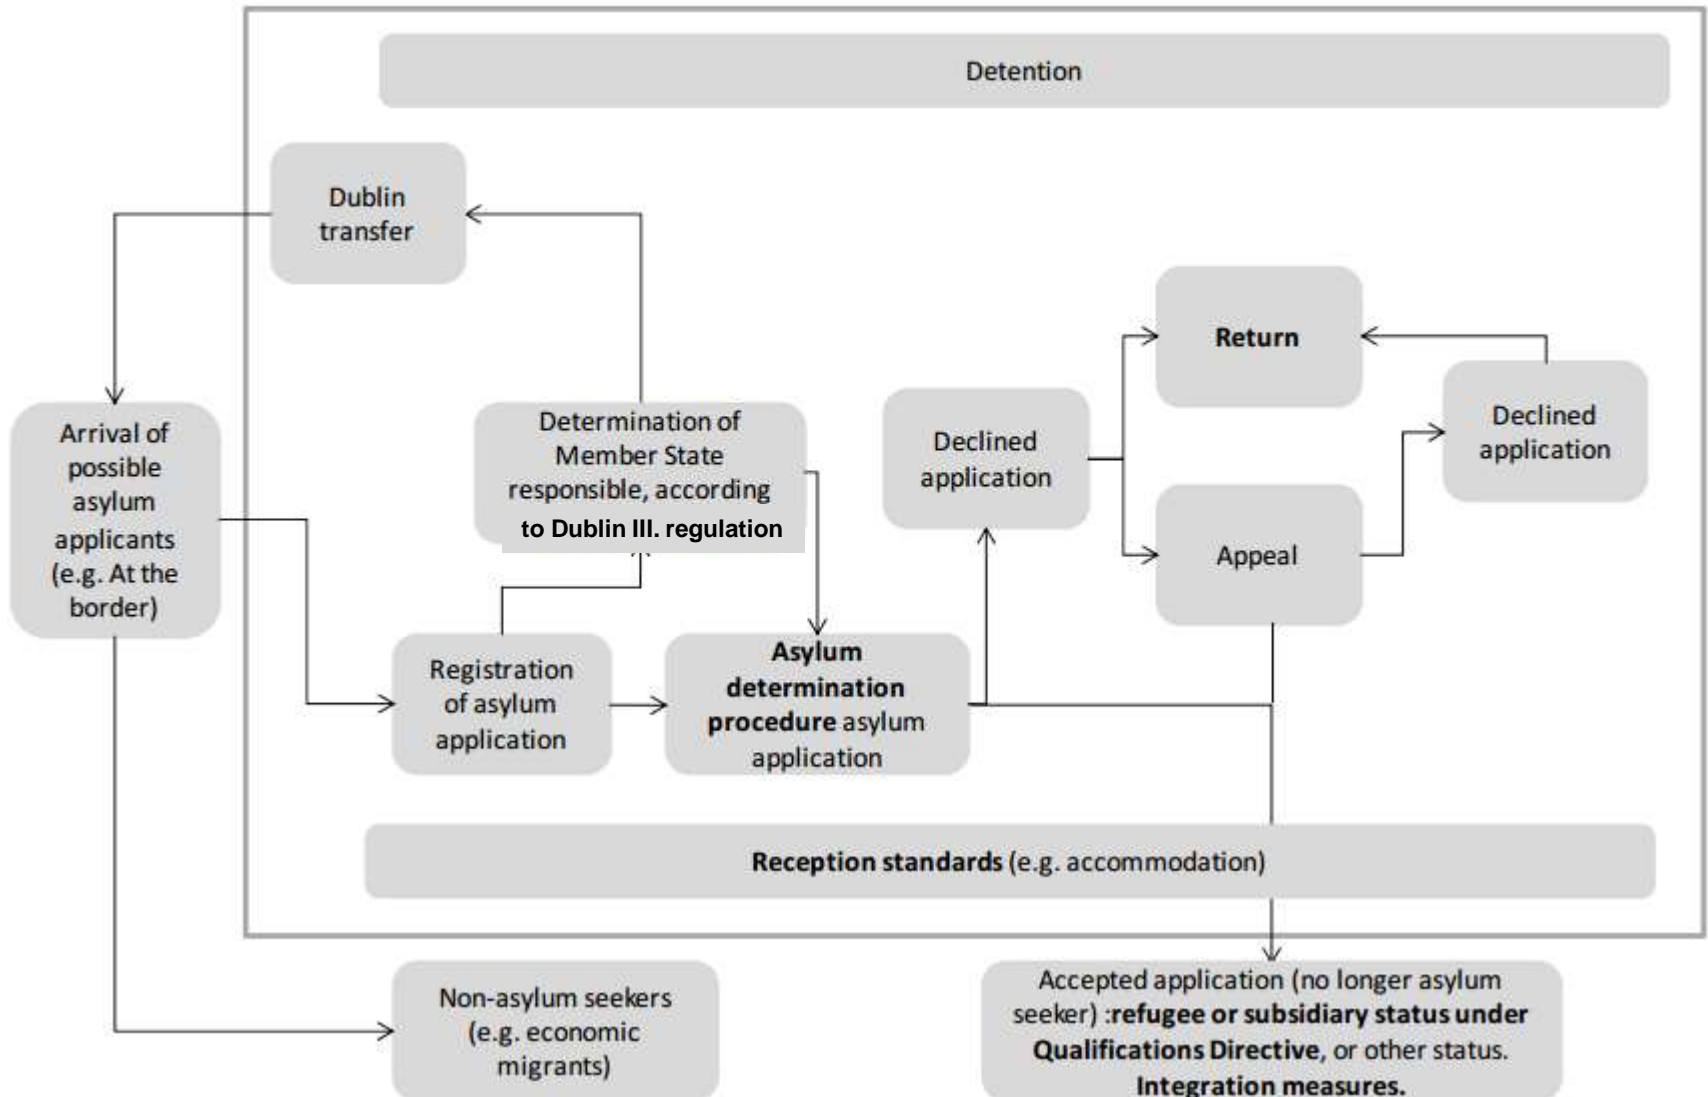 Detention
Dublin
transfer
Return
Arrival of
possible
asylum
applicants
(e.g. At the
border)
Determination of
Member State
responsible, according
to Dublin III. regulation
Declined
application
Declined
application
Appeal
Registration
of asylum
application
Asylum
determination
procedure asylum
application
Reception standards (e.g. accommodation)
Non-asylum seekers
(e.g. economic
migrants)
Accepted application (no longer asylum
seeker) :refugee or subsidiary status under
Qualifications Directive, or other status.
Integration measures.